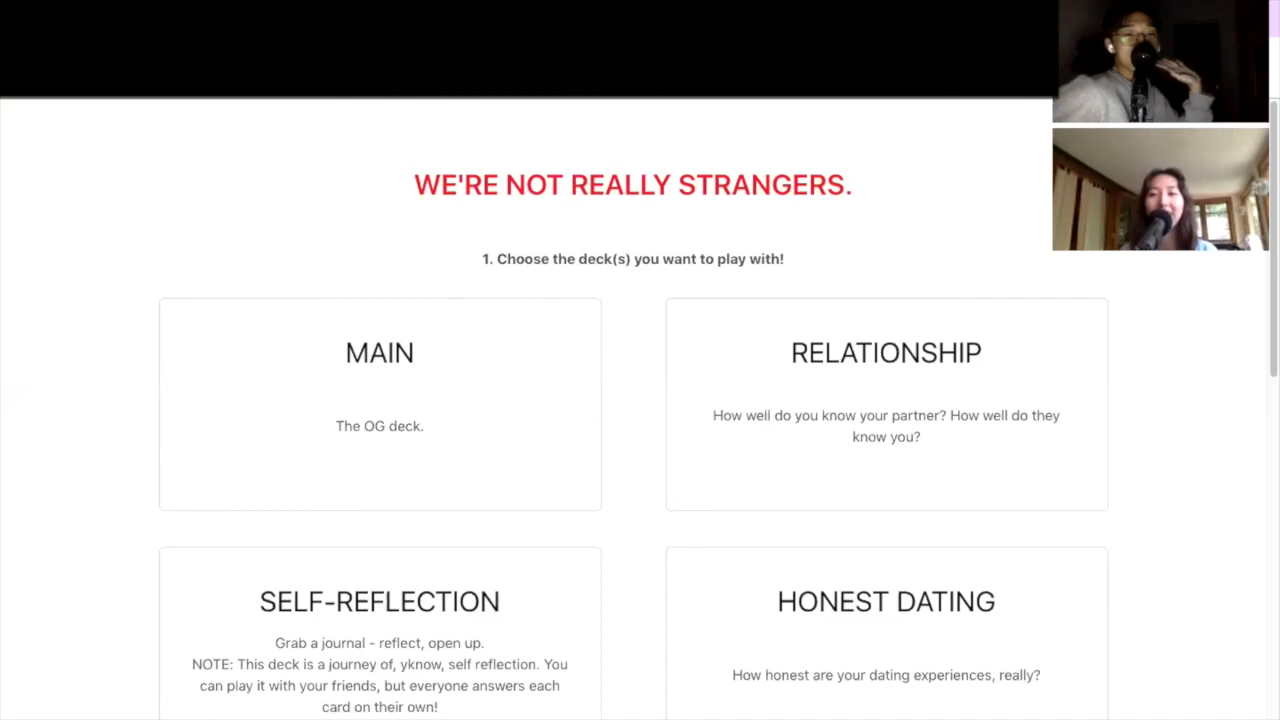 WE'RE NOT REALLY STRANGERS.
1. Choose the deck(s) you want to play with!
MAIN
The OG deck.
RELATIONSHIP
How well do you know your partner? How well do they
know you?
SELF-REFLECTION
Grab a journal - reflect, open up.
NOTE: This deck is a journey of, yknow, self reflection. You
can play it with your friends, but everyone answers each
card on their own!
HONEST DATING
How honest are your dating experiences, really?